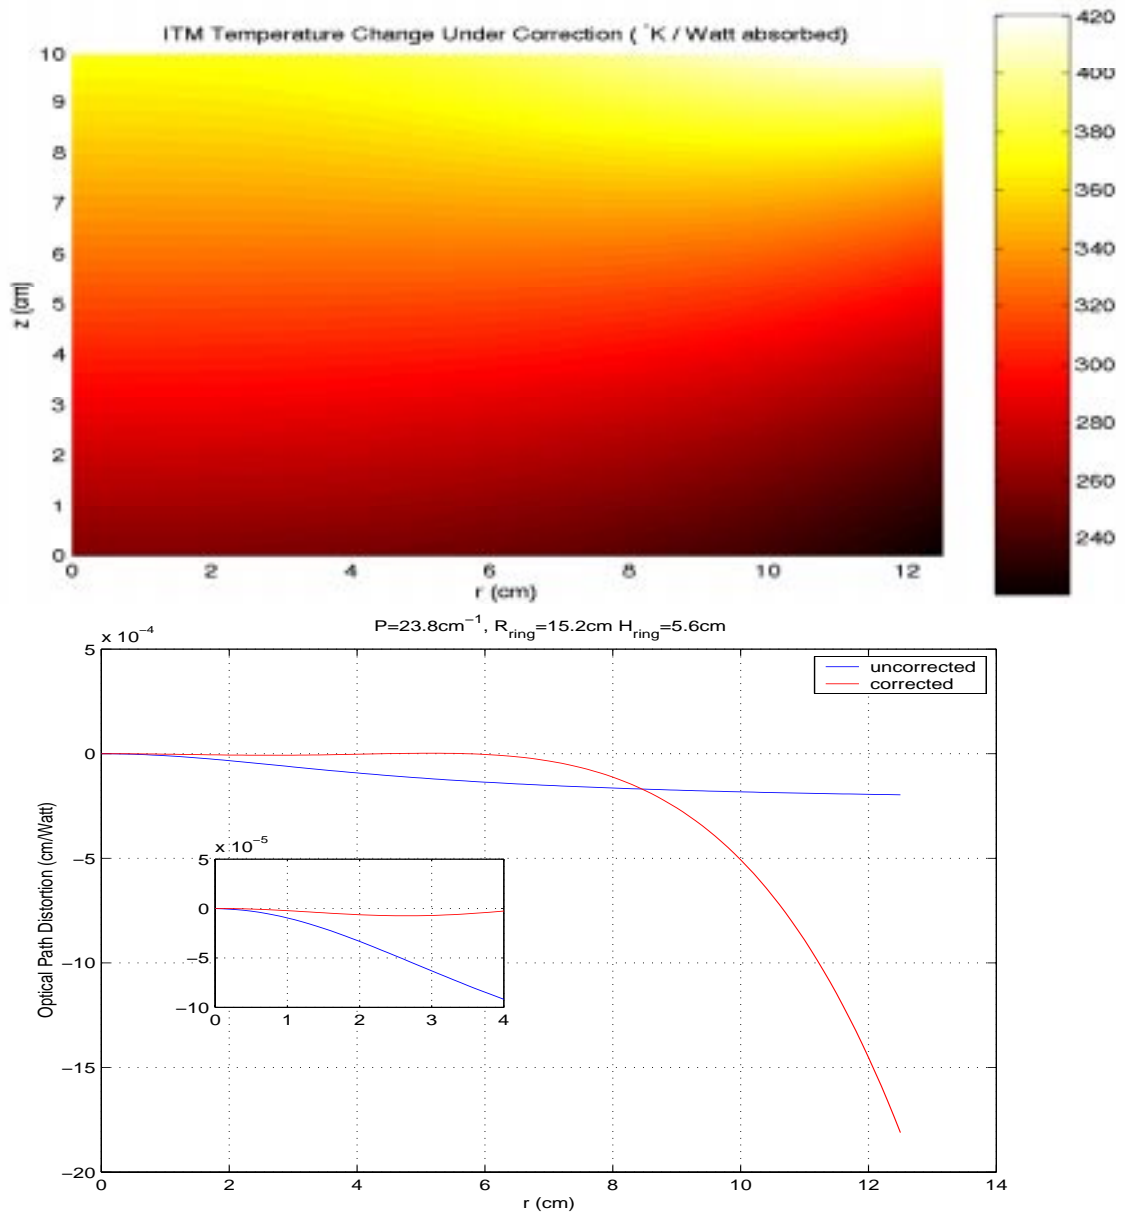 ITM Temperature Change Under Correction ( °K / Watt absorbed)
10
9
8
7
6
5
4
3
2
1
0
z (cm)
0 2 4 6 8 10 12
r (cm)
420
400
380
360
340
320
300
280
260
240
P=23.8cm⁻¹, R_ring=15.2cm H_ring=5.6cm
x 10⁻⁴
5
0
−5
−10
−15
−20
Optical Path Distortion (cm/Watt)
uncorrected
corrected
x 10⁻⁵
5
0
−5
−10
0 1 2 3 4
0 2 4 6 8 10 12 14
r (cm)